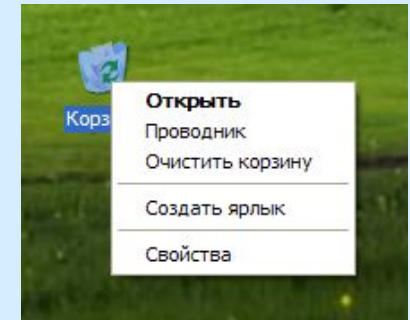 Корз
Открыть
Проводник
Очистить корзину
Создать ярлык
Свойства